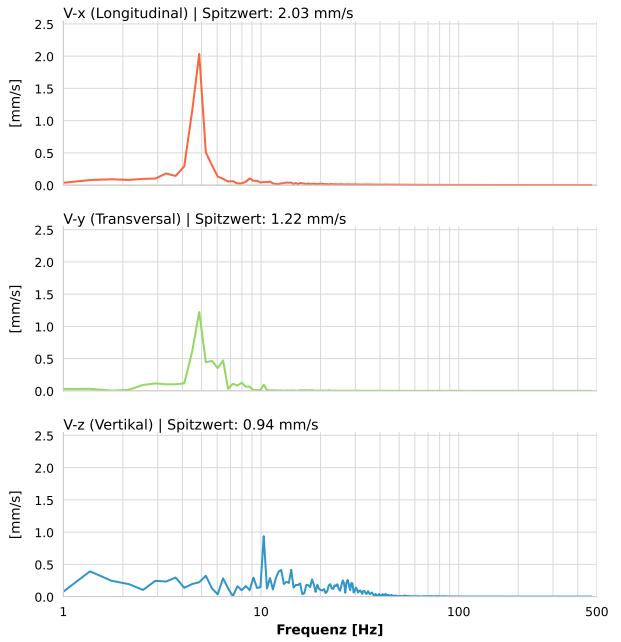 V-x (Longitudinal) | Spitzwert: 2.03 mm/s
2.5
2.0
1.5
1.0
0.5
0.0
[mm/s]
V-y (Transversal) | Spitzwert: 1.22 mm/s
2.5
2.0
1.5
1.0
0.5
0.0
[mm/s]
V-z (Vertikal) | Spitzwert: 0.94 mm/s
2.5
2.0
1.5
1.0
0.5
0.0
[mm/s]
1 10 100 500
Frequenz [Hz]